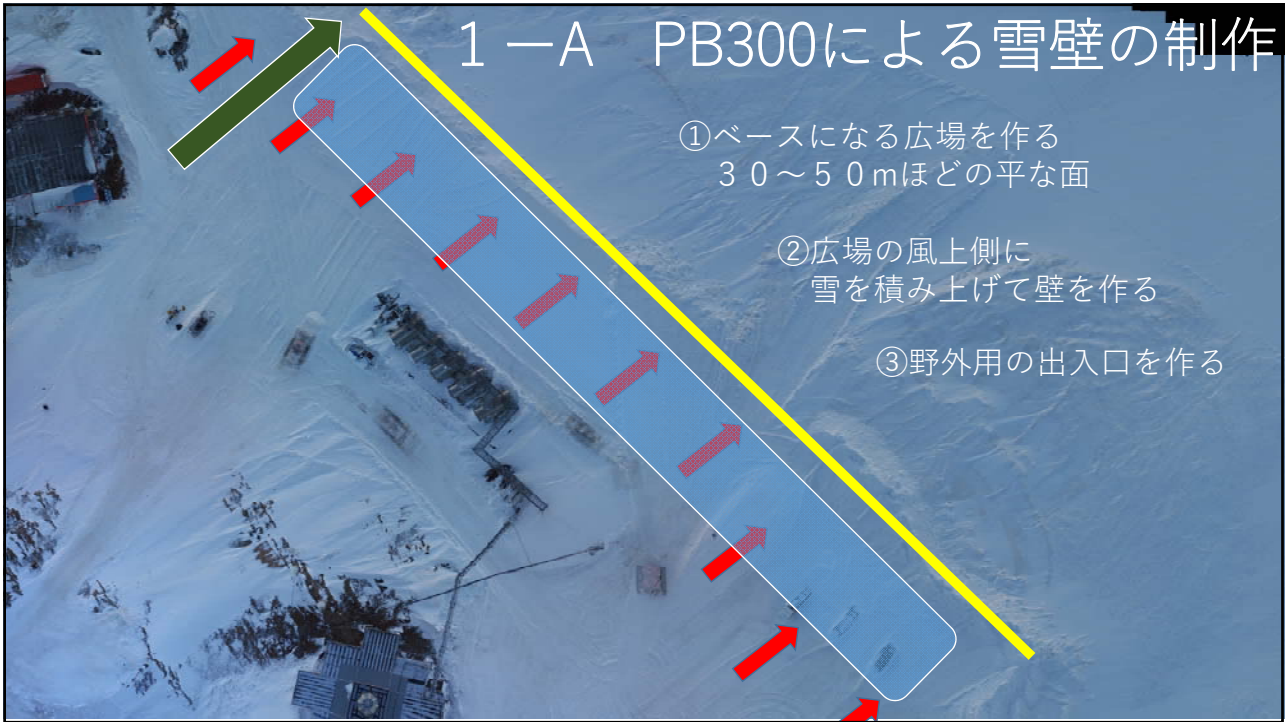 １－A　PB300による雪壁の制作
①ベースになる広場を作る
３０～５０mほどの平な面
②広場の風上側に
雪を積み上げて壁を作る
③野外用の出入口を作る